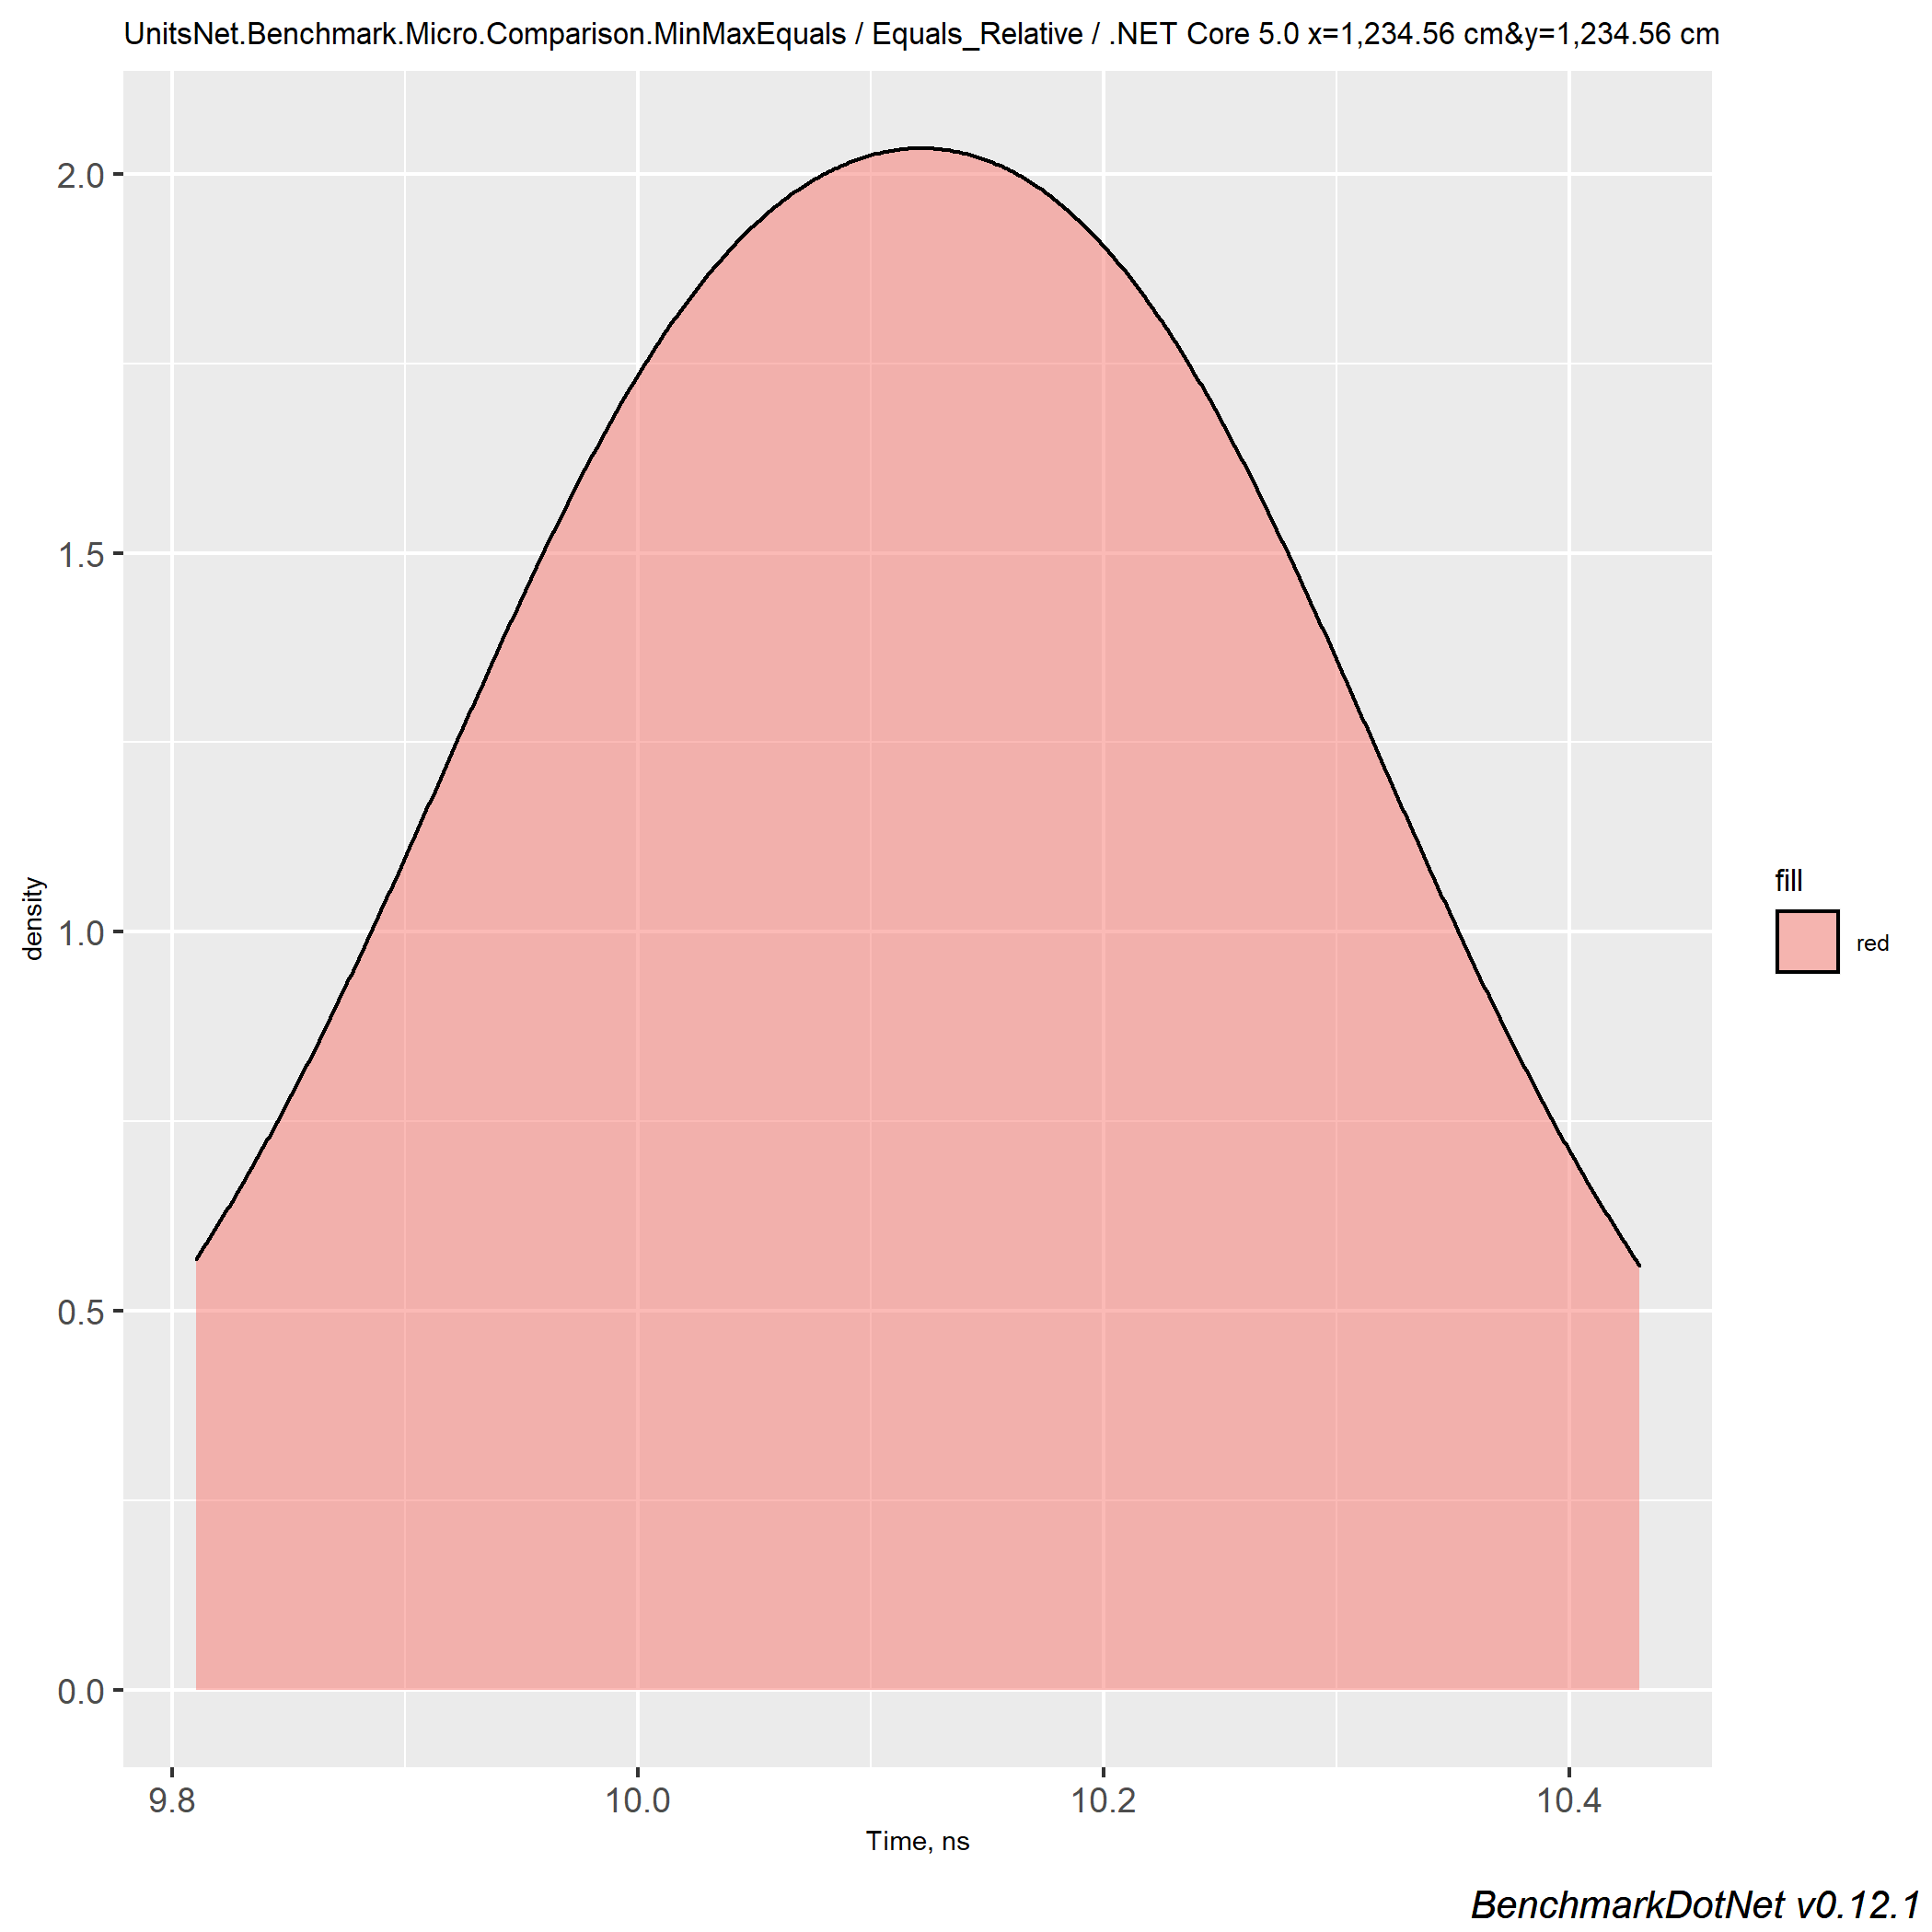 UnitsNet.Benchmark.Micro.Comparison.MinMaxEquals / Equals_Relative / .NET Core 5.0 x=1,234.56 cm&y=1,234.56 cm
2.0
1.5
1.0
0.5
0.0
density
9.8 10.0 10.2 10.4
Time, ns
fill
red
BenchmarkDotNet v0.12.1